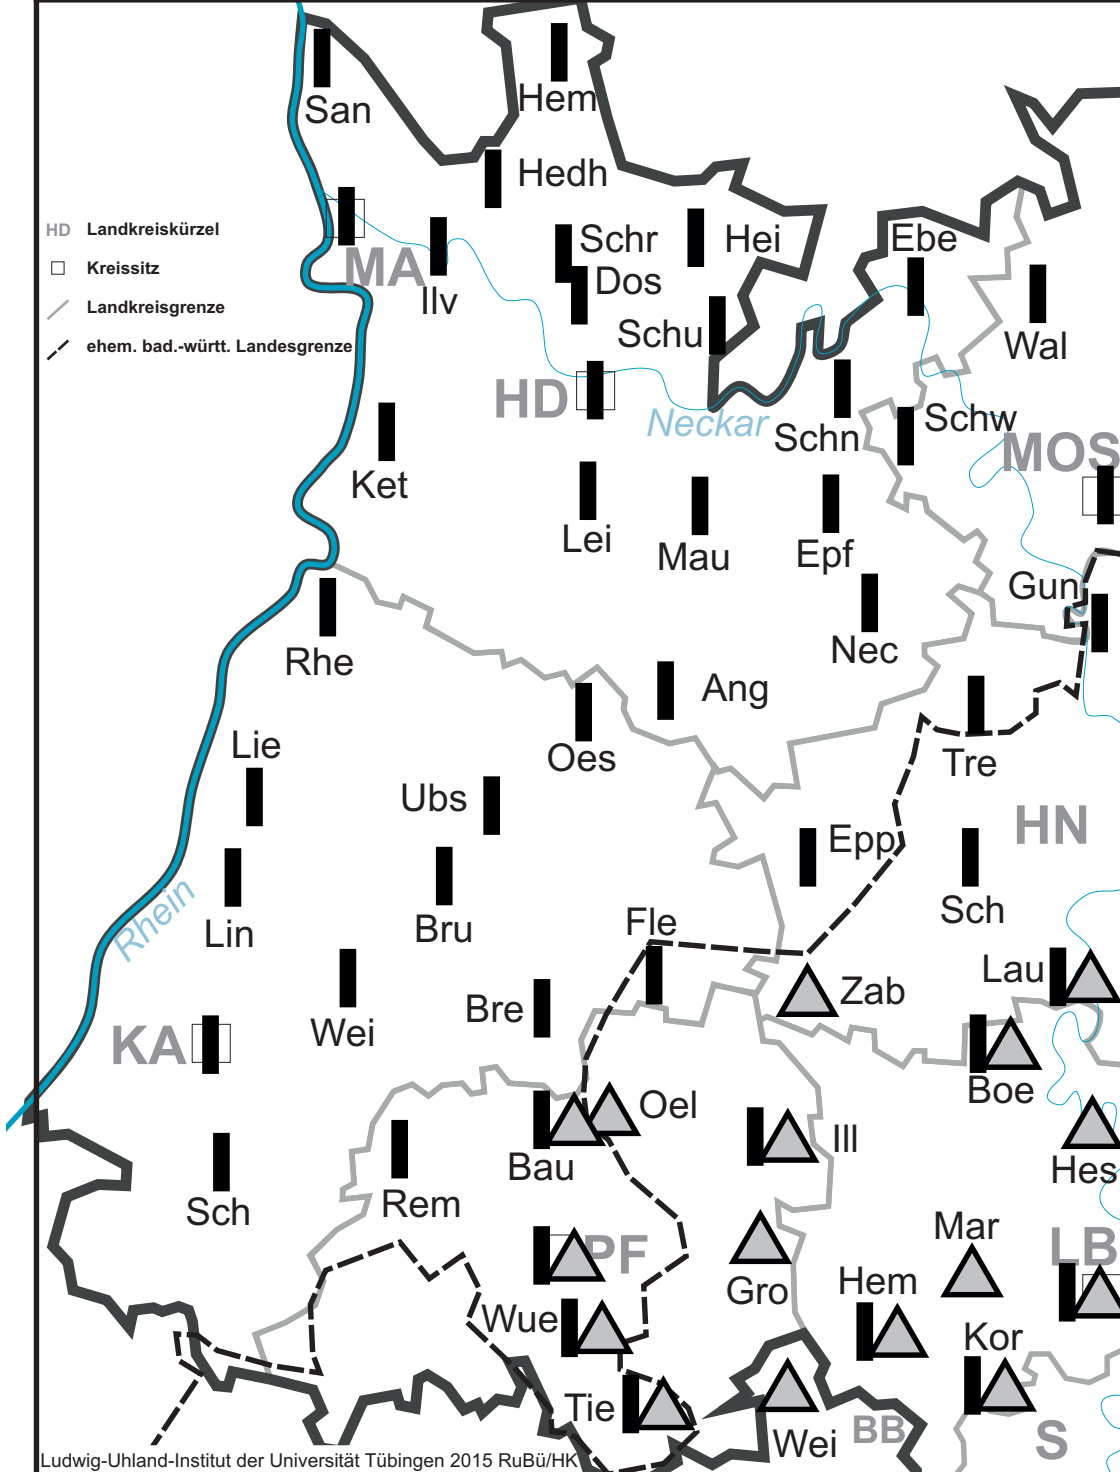 San
Hem
Hedh
HD Landkreiskürzel
Kreissitz
Landkreisgrenze
ehem. bad.-württ. Landesgrenze
MA
Ilv
Schr
Dos
Hei
Schu
Ebe
Wal
HD
Neckar
Schn
Schw
MOS
Ket
Lei
Mau
Epf
Gun
Rhe
Nec
Ang
Oes
Tre
Lie
Ubs
Epp
HN
Rhein
Lin
Bru
Fle
Sch
Lau
Zab
Bre
Wei
KA
Boe
Oel
Ill
Bau
Hes
Sch
Rem
PF
Mar
LB
Gro
Hem
Wue
Kor
Tie
Wei
BB
S
Ludwig-Uhland-Institut der Universität Tübingen 2015 RuBü/HK